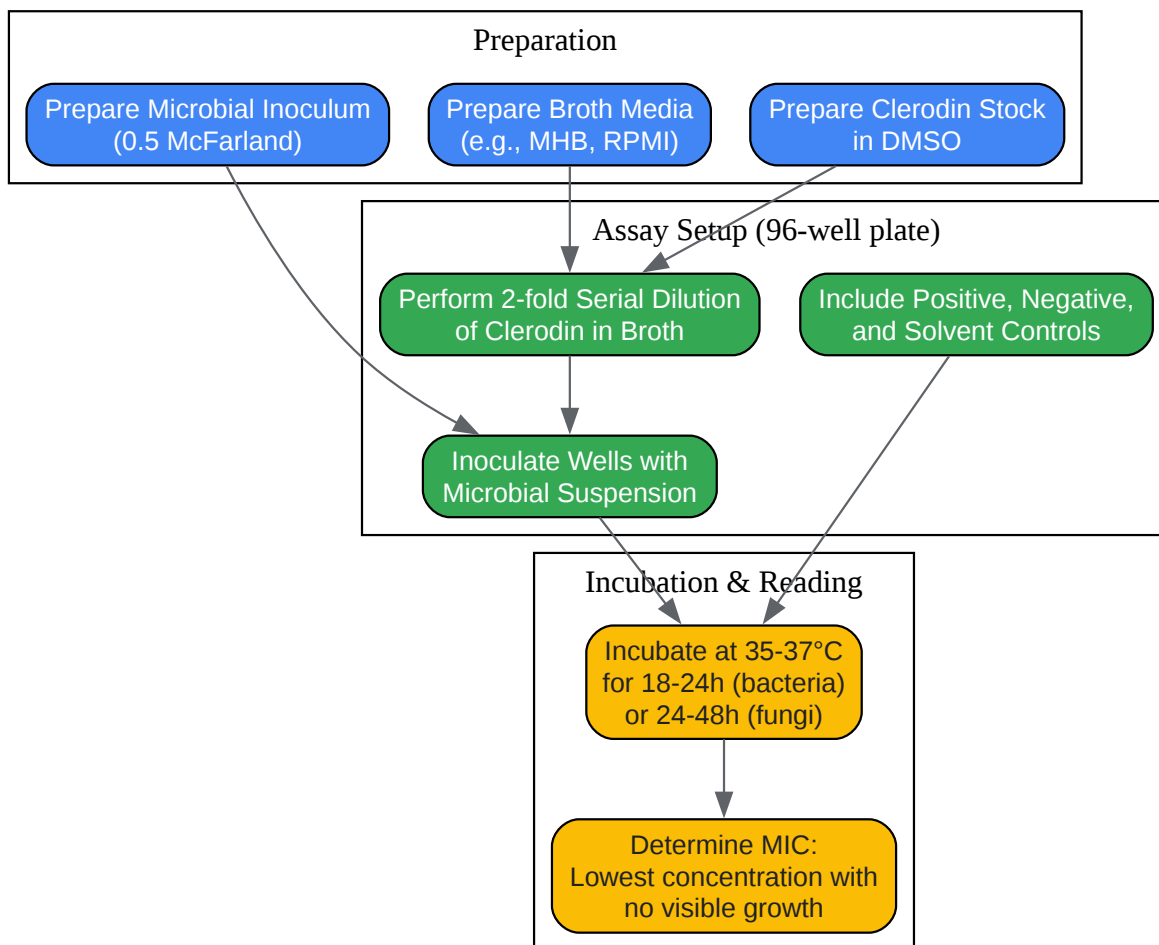 Preparation
Prepare Microbial Inoculum
(0.5 McFarland)
Prepare Broth Media
(e.g., MHB, RPMI)
Prepare Clerodin Stock
in DMSO
Assay Setup (96-well plate)
Perform 2-fold Serial Dilution
of Clerodin in Broth
Include Positive, Negative,
and Solvent Controls
Inoculate Wells with
Microbial Suspension
Incubation & Reading
Incubate at 35-37°C
for 18-24h (bacteria)
or 24-48h (fungi)
Determine MIC:
Lowest concentration with
no visible growth